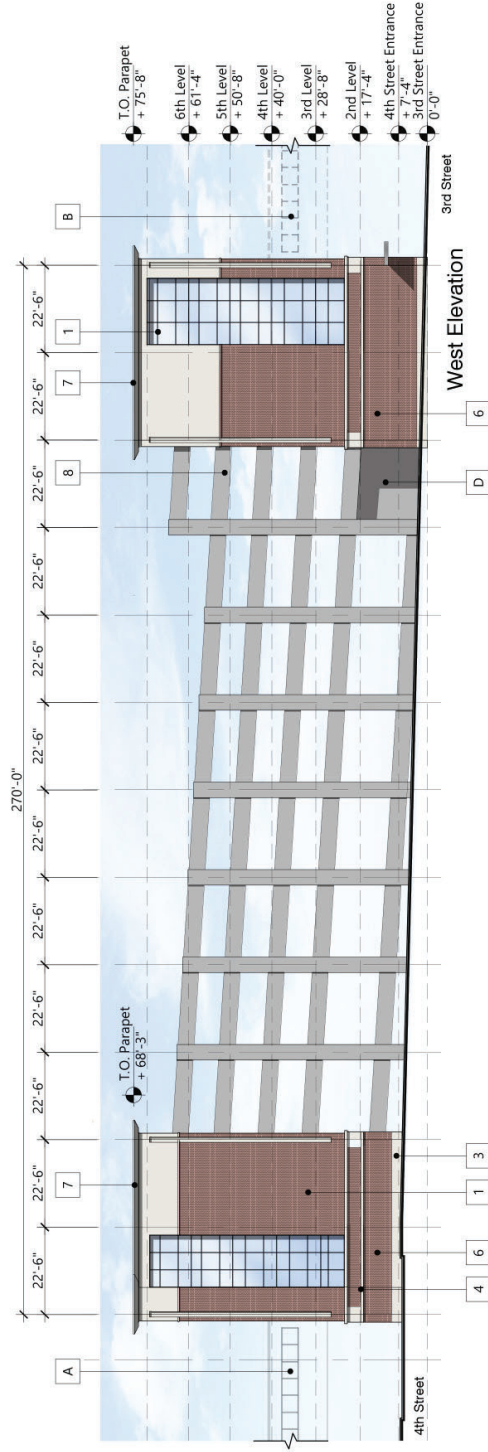 270'-0"
22'-6"
22'-6"
22'-6"
22'-6"
22'-6"
22'-6"
22'-6"
22'-6"
22'-6"
22'-6"
22'-6"
22'-6"
A
7
T.O. Parapet
+ 68'-3"
8
7
1
B
T.O. Parapet
+ 75'-8"
6th Level
+ 61'-4"
5th Level
+ 50'-8"
4th Level
+ 40'-0"
3rd Level
+ 28'-8"
2nd Level
+ 17'-4"
4th Street Entrance
+ 7'-4"
3rd Street Entrance
0'-0"
4th Street
3rd Street
4
6
1
3
D
6
West Elevation